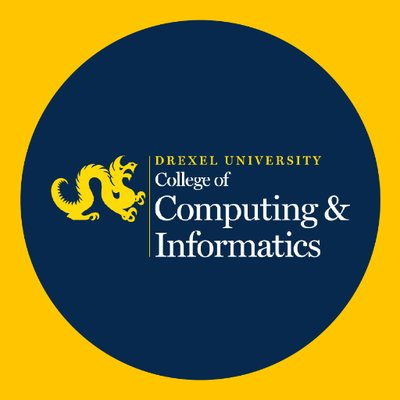 DREXEL UNIVERSITY
College of
Computing &
Informatics